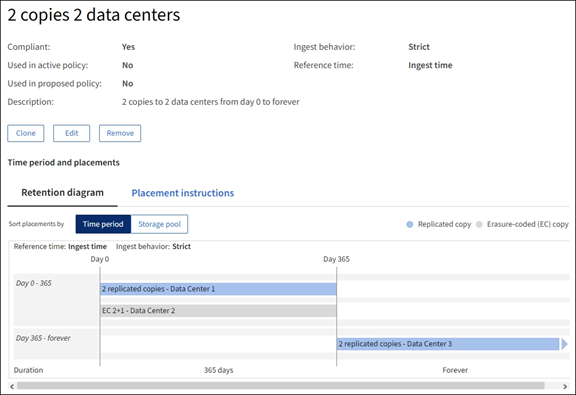 2 copies 2 data centers
Compliant: Yes Ingest behavior: Strict
Used in active policy: No Reference time: Ingest time
Used in proposed policy: No
Description: 2 copies to 2 data centers from day 0 to forever
Clone Edit Remove
Time period and placements
Retention diagram Placement instructions
Sort placements by Time period Storage pool Replicated copy Erasure-coded (EC) copy
Reference time: Ingest time Ingest behavior: Strict
Day 0 Day 365
Day 0 - 365
2 replicated copies - Data Center 1
EC 2+1 - Data Center 2
Day 365 - forever
2 replicated copies - Data Center 3
Duration 365 days Forever